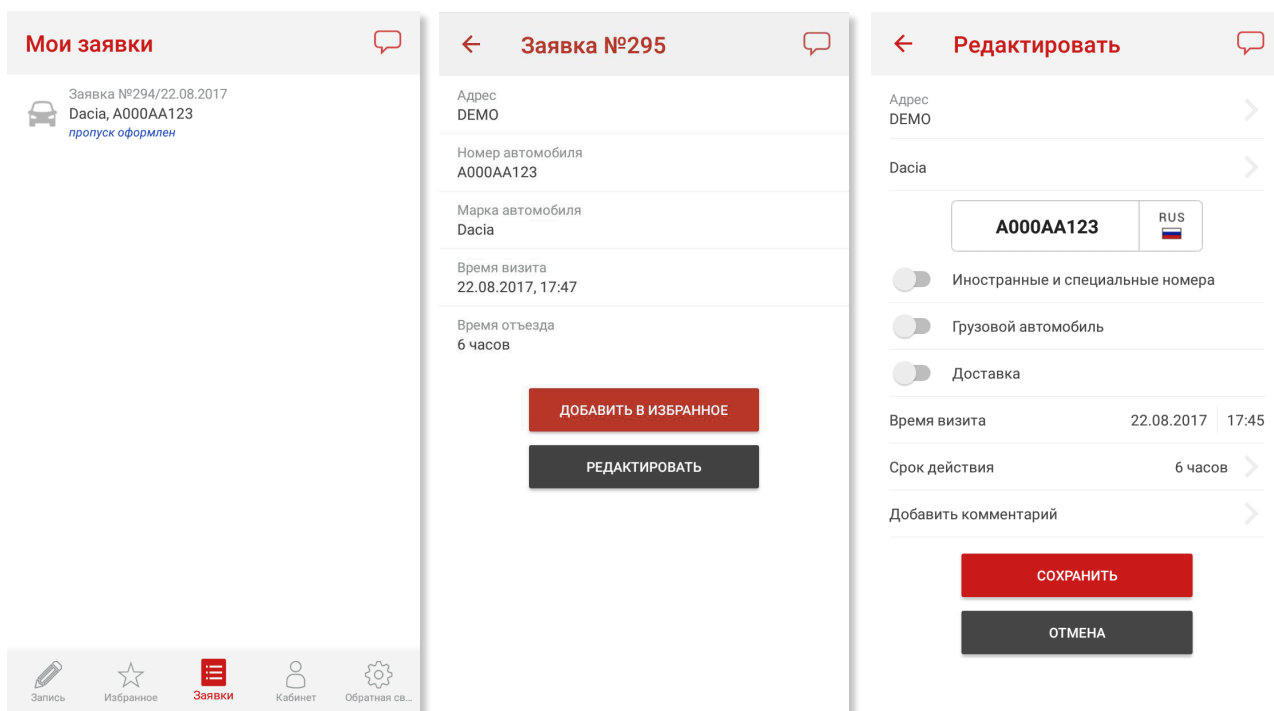 Мои заявки
Заявка №294/22.08.2017
Dacia, А000АА123
пропуск оформлен
Запись
Избранное
Заявки
Кабинет
Обратная св...
Заявка №295
Адрес
DEMO
Номер автомобиля
А000АА123
Марка автомобиля
Dacia
Время визита
22.08.2017, 17:47
Время отъезда
6 часов
ДОБАВИТЬ В ИЗБРАННОЕ
РЕДАКТИРОВАТЬ
Редактировать
Адрес
DEMO
Dacia
А000АА123
RUS
Иностранные и специальные номера
Грузовой автомобиль
Доставка
Время визита 22.08.2017 17:45
Срок действия 6 часов
Добавить комментарий
СОХРАНИТЬ
ОТМЕНА